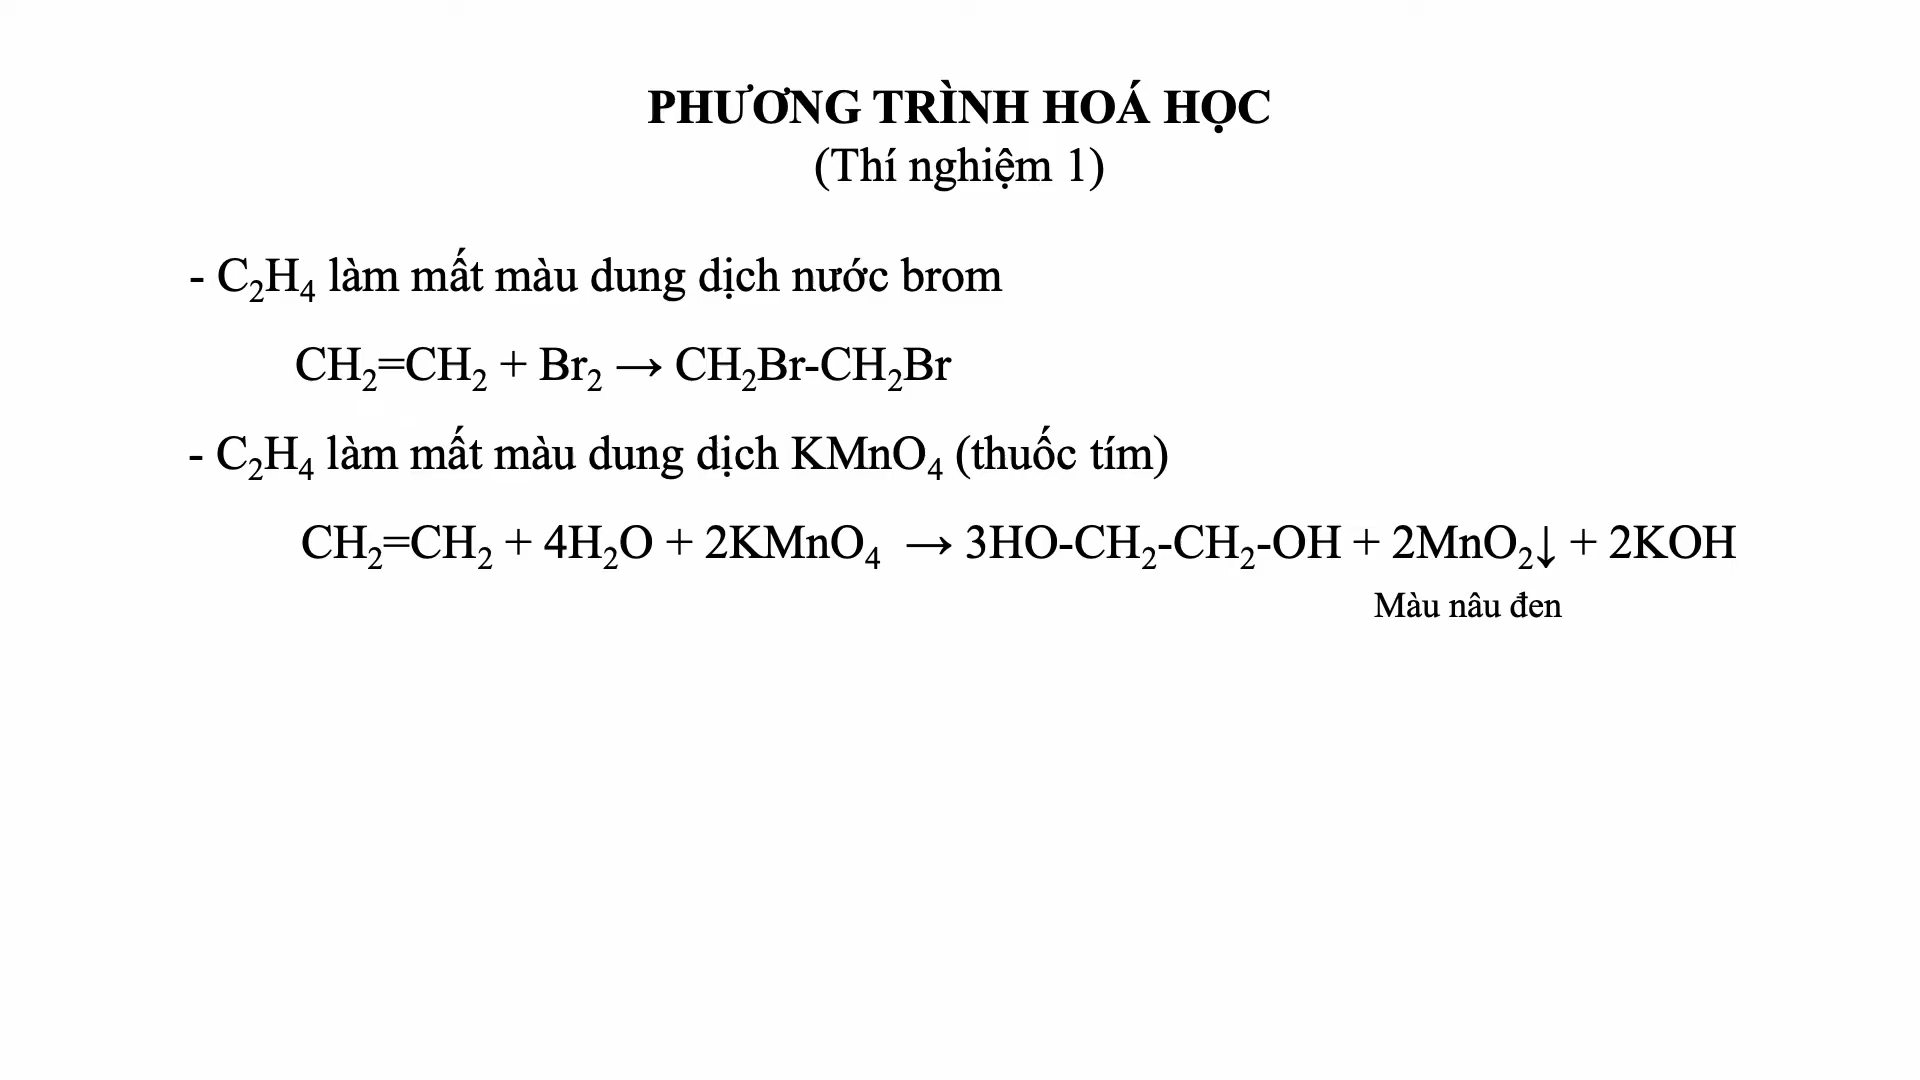 PHƯƠNG TRÌNH HOÁ HỌC
(Thí nghiệm 1)
- C₂H₄ làm mất màu dung dịch nước brom
CH₂=CH₂ + Br₂ → CH₂Br-CH₂Br
- C₂H₄ làm mất màu dung dịch KMnO₄ (thuốc tím)
CH₂=CH₂ + 4H₂O + 2KMnO₄ → 3HO-CH₂-CH₂-OH + 2MnO₂↓ + 2KOH
Màu nâu đen